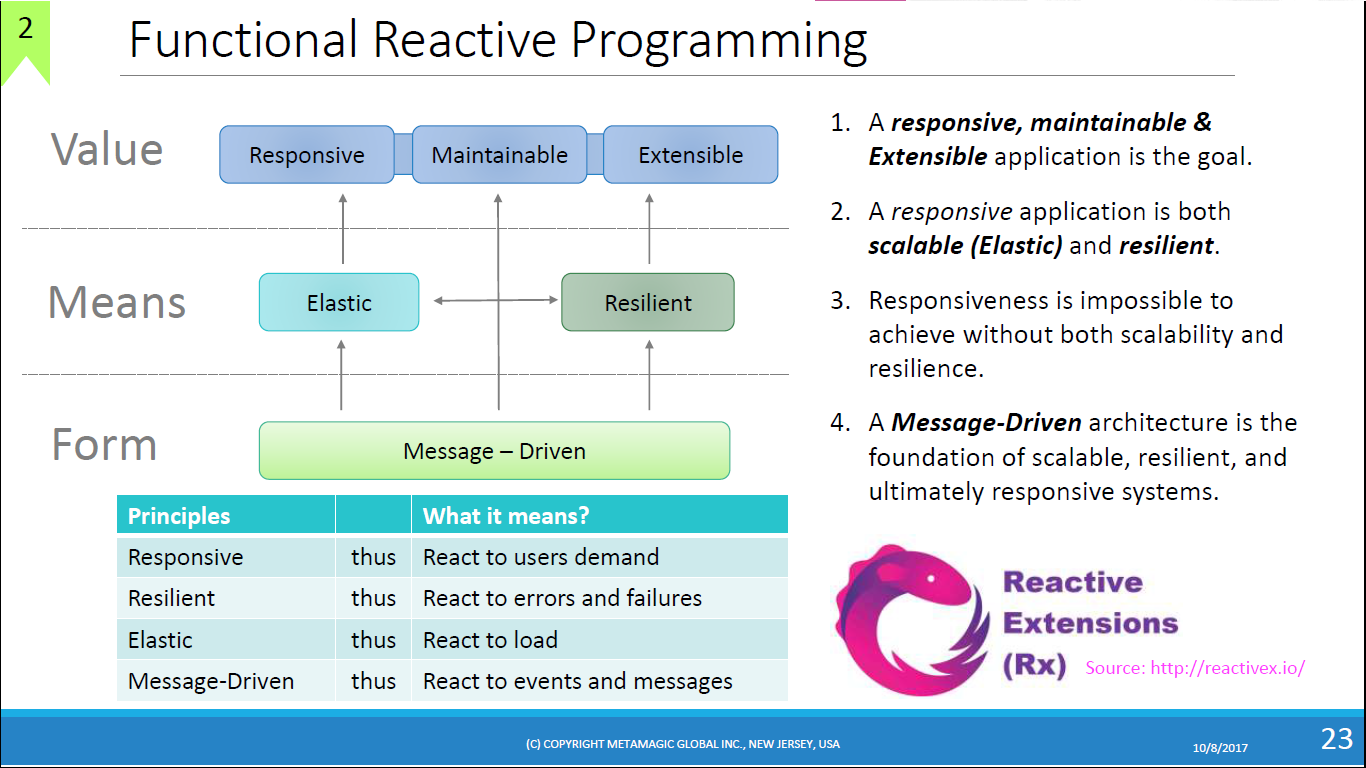 2
Functional Reactive Programming
Value
Responsive
Maintainable
Extensible
Means
Elastic
Resilient
Form
Message – Driven
Principles What it means?
Responsive thus React to users demand
Resilient thus React to errors and failures
Elastic thus React to load
Message-Driven thus React to events and messages
1. A responsive, maintainable &
Extensible application is the goal.
2. A responsive application is both
scalable (Elastic) and resilient.
3. Responsiveness is impossible to
achieve without both scalability and
resilience.
4. A Message-Driven architecture is the
foundation of scalable, resilient, and
ultimately responsive systems.
Reactive
Extensions
(Rx)
Source: http://reactivex.io/
(C) COPYRIGHT METAMAGIC GLOBAL INC., NEW JERSEY, USA
10/8/2017
23